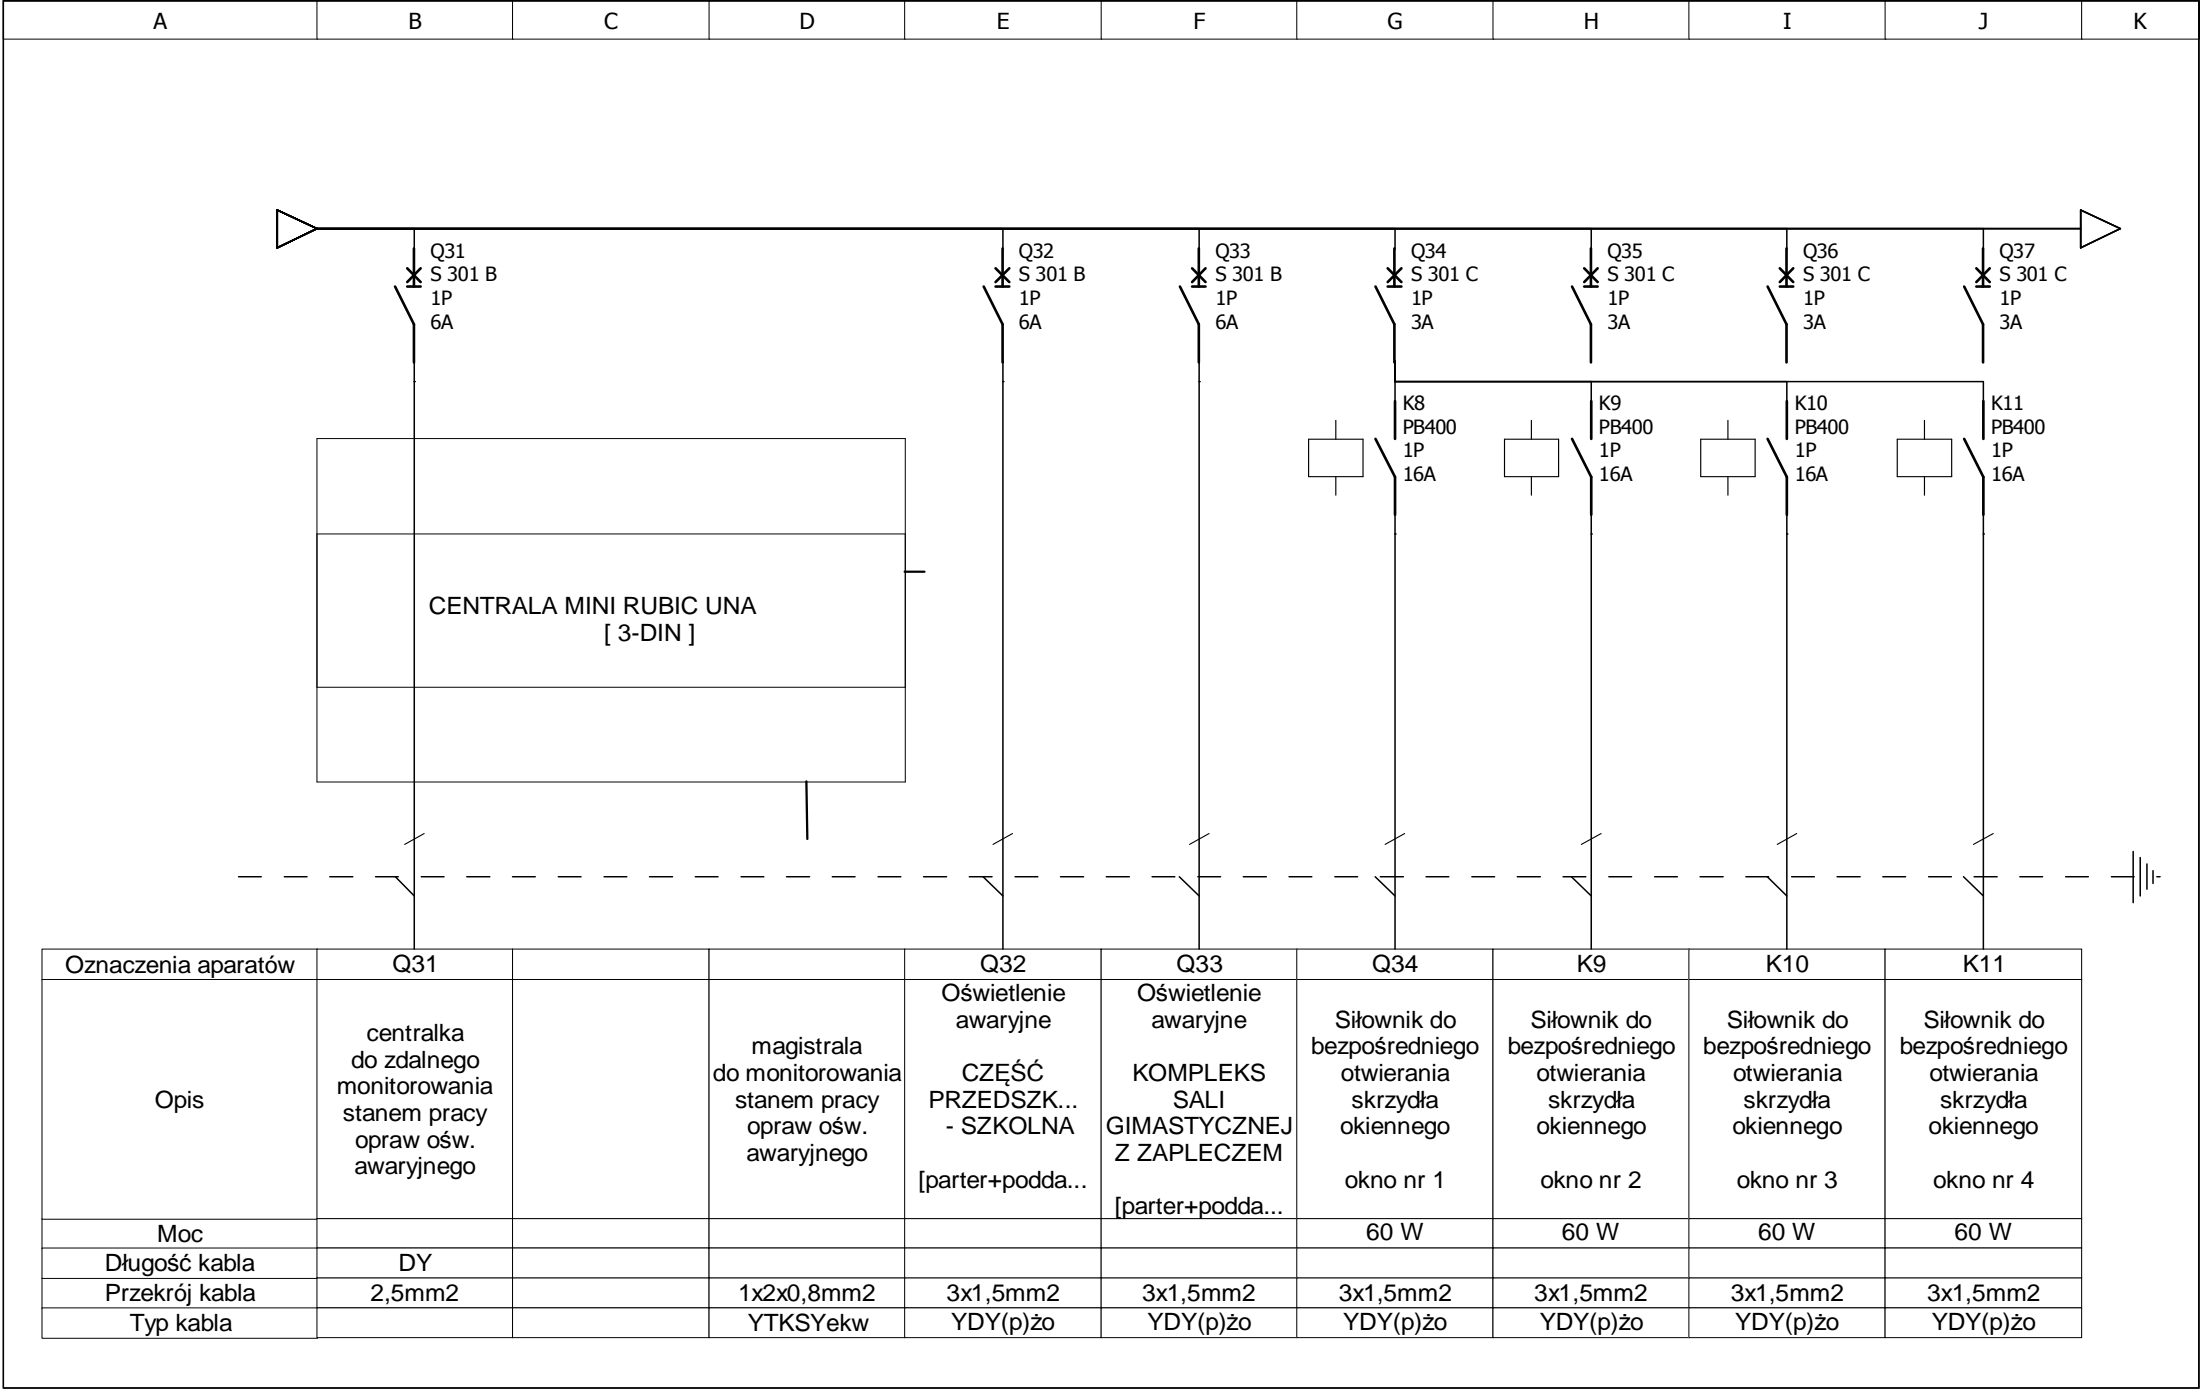 A B C D E F G H I J K
Q31
S 301 B
1P
6A
Q32
S 301 B
1P
6A
Q33
S 301 B
1P
6A
Q34
S 301 C
1P
3A
Q35
S 301 C
1P
3A
Q36
S 301 C
1P
3A
Q37
S 301 C
1P
3A
K8
PB400
1P
16A
K9
PB400
1P
16A
K10
PB400
1P
16A
K11
PB400
1P
16A
CENTRALA MINI RUBIC UNA
[ 3-DIN ]
Oznaczenia aparatów Q31 Q32 Q33 Q34 K9 K10 K11
Opis
centralka
do zdalnego
monitorowania
stanem pracy
opraw ośw.
awaryjnego
magistrala
do monitorowania
stanem pracy
opraw ośw.
awaryjnego
Oświetlenie
awaryjne
CZĘŚĆ
PRZEDSZK...
- SZKOLNA
[parter+podda...
Oświetlenie
awaryjne
KOMPLEKS
SALI
GIMASTYCZNEJ
Z ZAPLECZEM
[parter+podda...
Siłownik do
bezpośredniego
otwierania
skrzydła
okiennego
okno nr 1
Siłownik do
bezpośredniego
otwierania
skrzydła
okiennego
okno nr 2
Siłownik do
bezpośredniego
otwierania
skrzydła
okiennego
okno nr 3
Siłownik do
bezpośredniego
otwierania
skrzydła
okiennego
okno nr 4
Moc 60 W 60 W 60 W 60 W
Długość kabla DY
Przekrój kabla 2,5mm2 1x2x0,8mm2 3x1,5mm2 3x1,5mm2 3x1,5mm2 3x1,5mm2 3x1,5mm2 3x1,5mm2
Typ kabla YTKSYekw YDY(p)żo YDY(p)żo YDY(p)żo YDY(p)żo YDY(p)żo YDY(p)żo